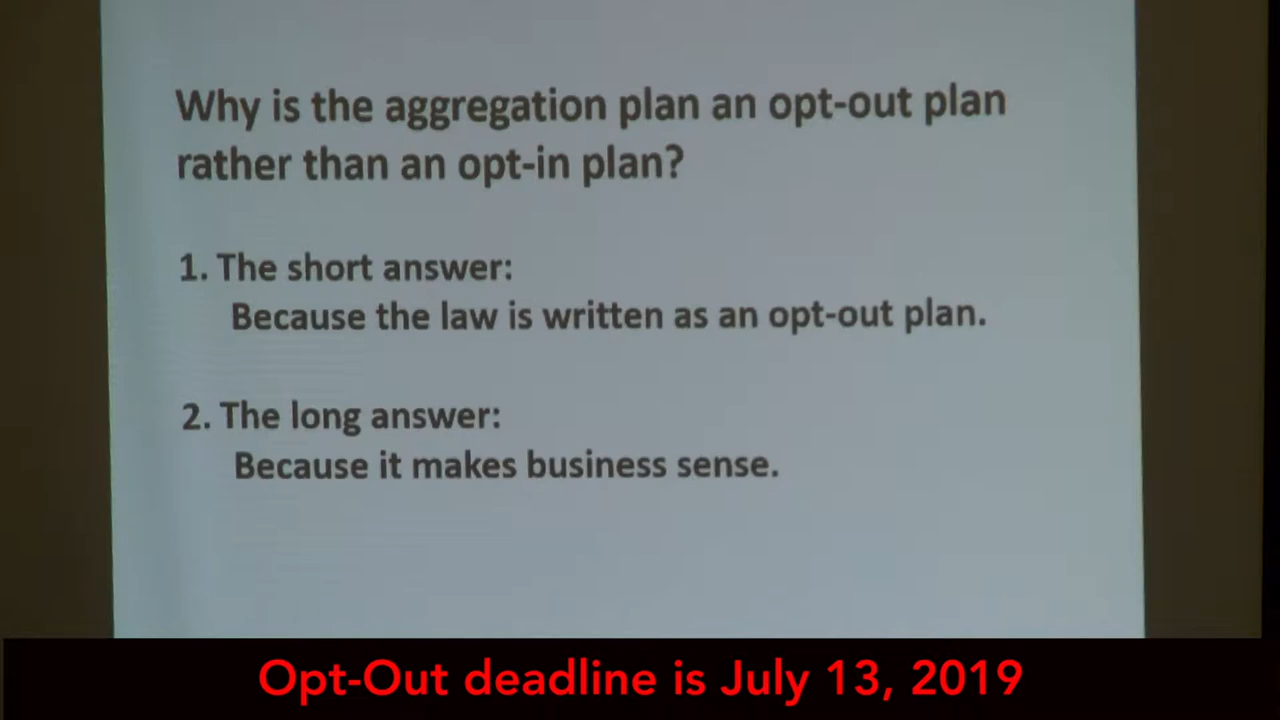 Why is the aggregation plan an opt-out plan
rather than an opt-in plan?
1. The short answer:
Because the law is written as an opt-out plan.
2. The long answer:
Because it makes business sense.
Opt-Out deadline is July 13, 2019